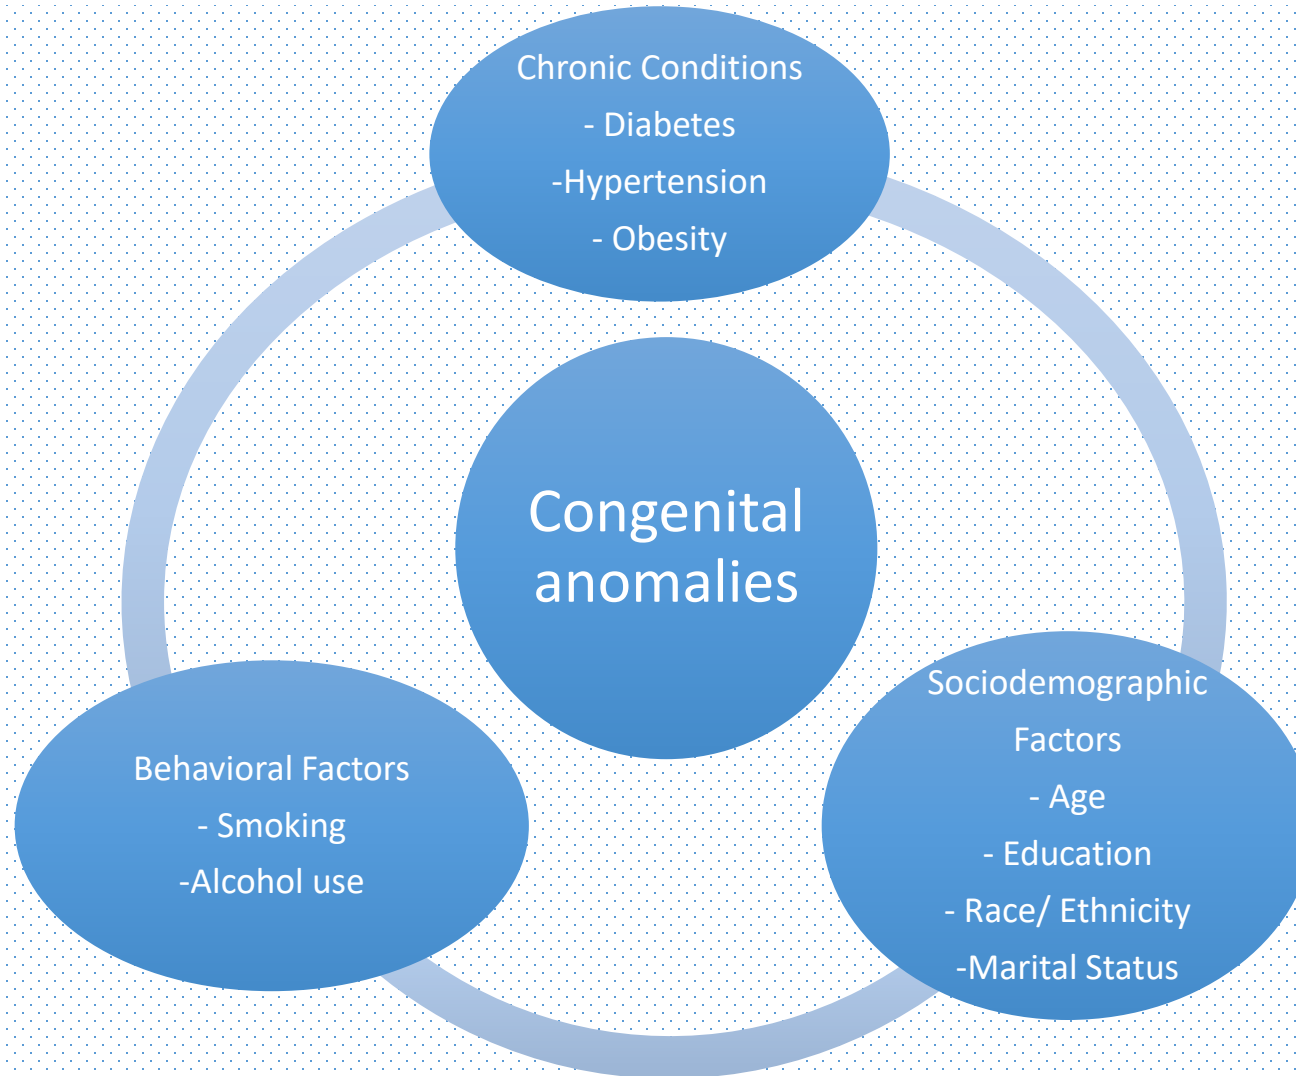 Chronic Conditions
- Diabetes
-Hypertension
- Obesity
Congenital
anomalies
Behavioral Factors
- Smoking
-Alcohol use
Sociodemographic
Factors
- Age
- Education
- Race/ Ethnicity
-Marital Status